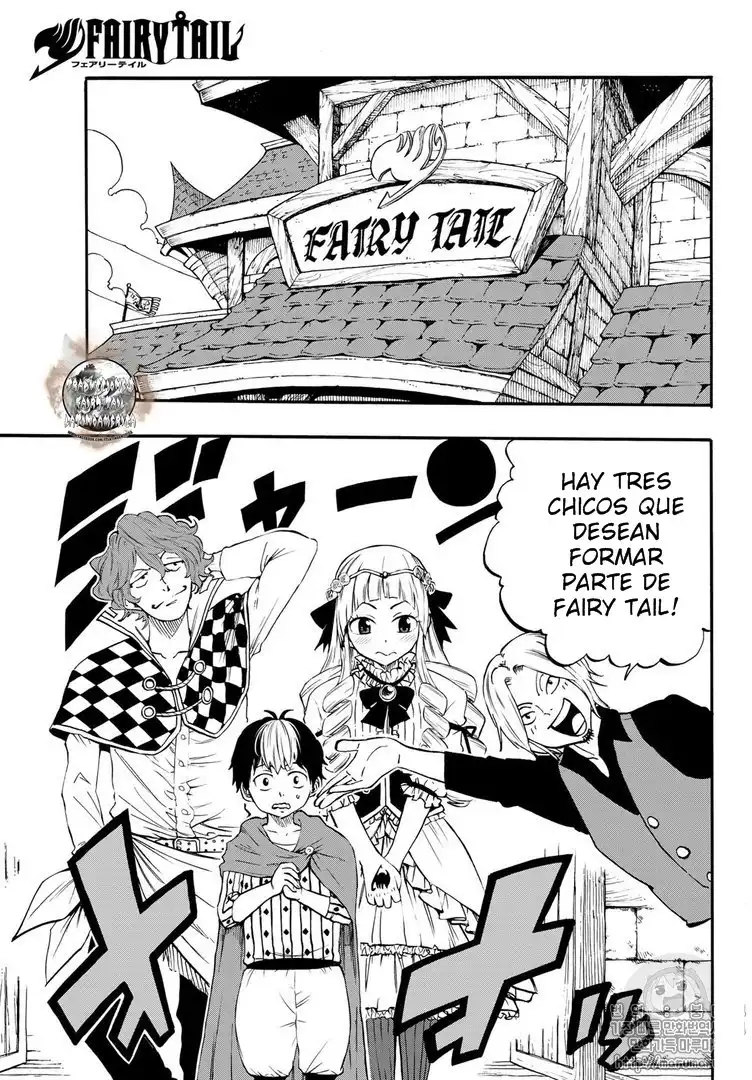 FAIRY TAIL
フェアリーテイル
FAIRY TAIL
HAY TRES
CHICOS QUE
DESEAN
FORMAR
PARTE DE
FAIRY TAIL!
ジャーン